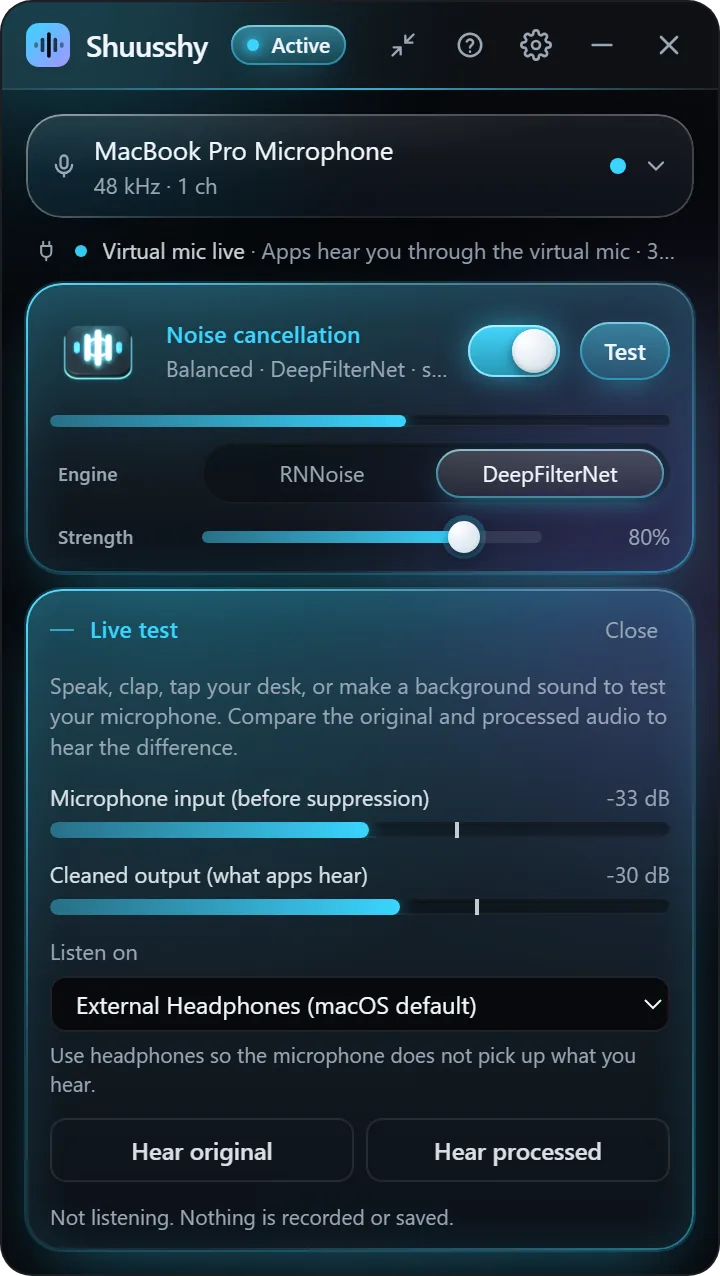 Shuusshy
Active
MacBook Pro Microphone
48 kHz · 1 ch
Virtual mic live · Apps hear you through the virtual mic · 3...
Noise cancellation
Balanced · DeepFilterNet · s...
Test
Engine
RNNoise
DeepFilterNet
Strength
80%
Live test
Close
Speak, clap, tap your desk, or make a background sound to test
your microphone. Compare the original and processed audio to
hear the difference.
Microphone input (before suppression)
-33 dB
Cleaned output (what apps hear)
-30 dB
Listen on
External Headphones (macOS default)
Use headphones so the microphone does not pick up what you
hear.
Hear original
Hear processed
Not listening. Nothing is recorded or saved.